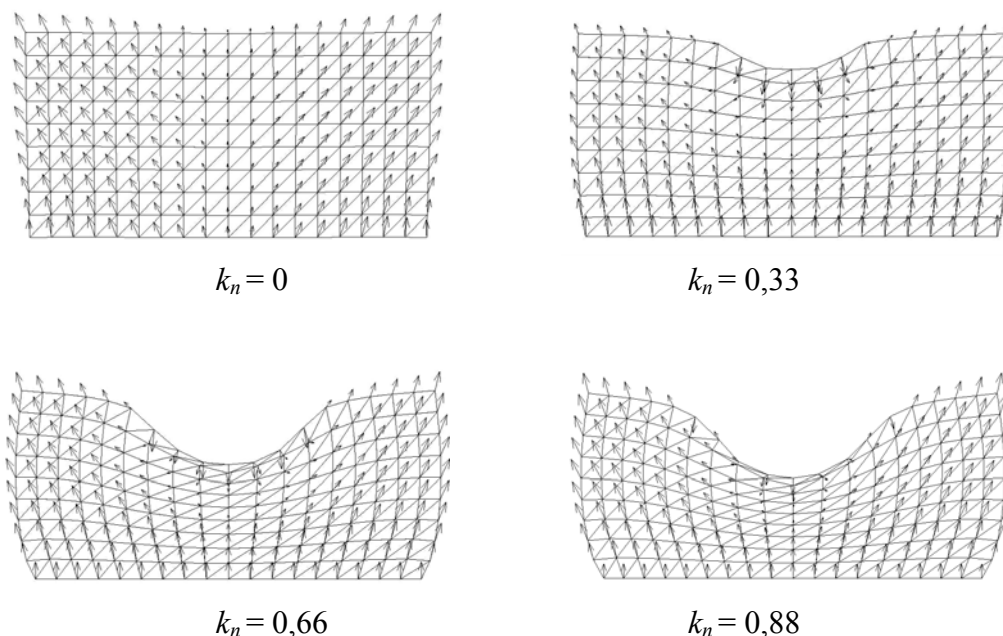 k_n = 0
k_n = 0,33
k_n = 0,66
k_n = 0,88